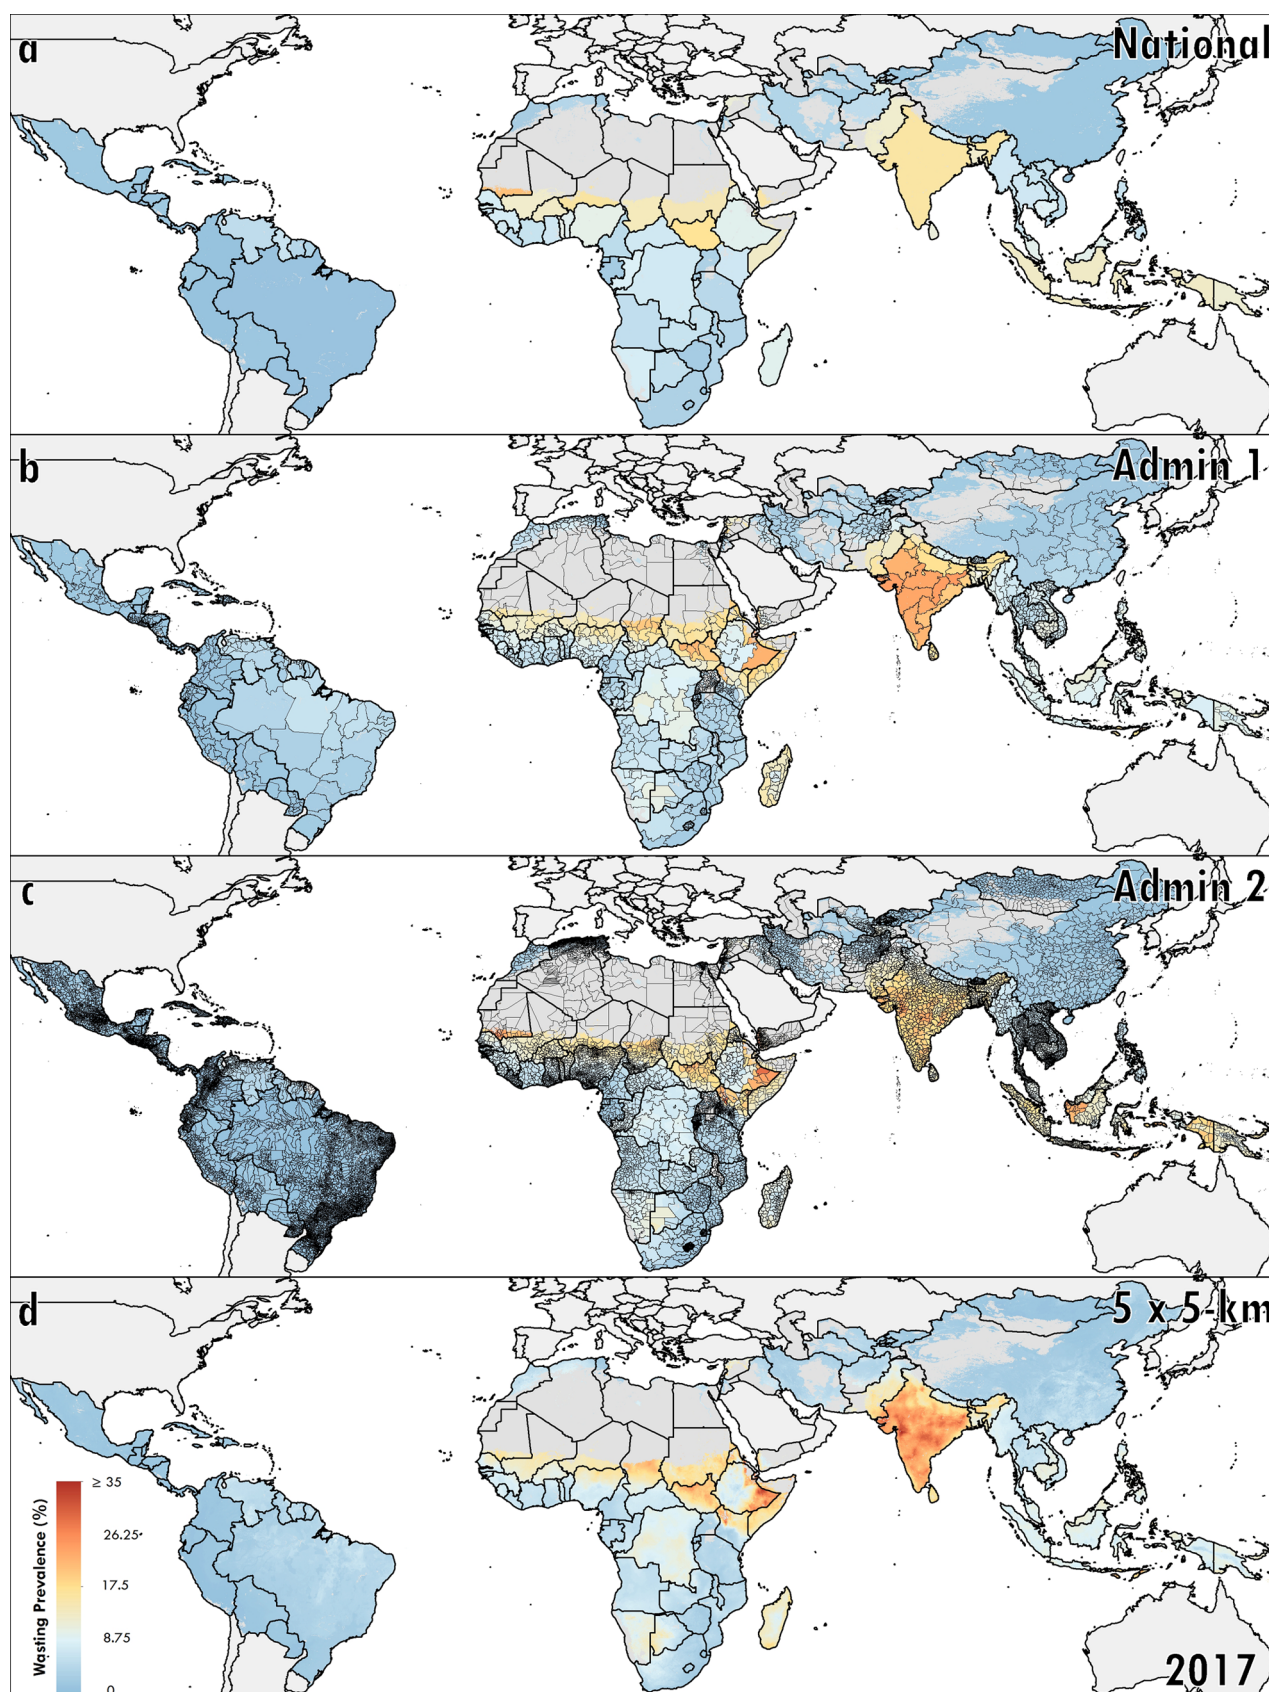 a
National
b
Admin 1
c
Admin 2
d
5 x 5-km
Wasting Prevalence (%)
≥ 35
26.25
17.5
8.75
0
2017